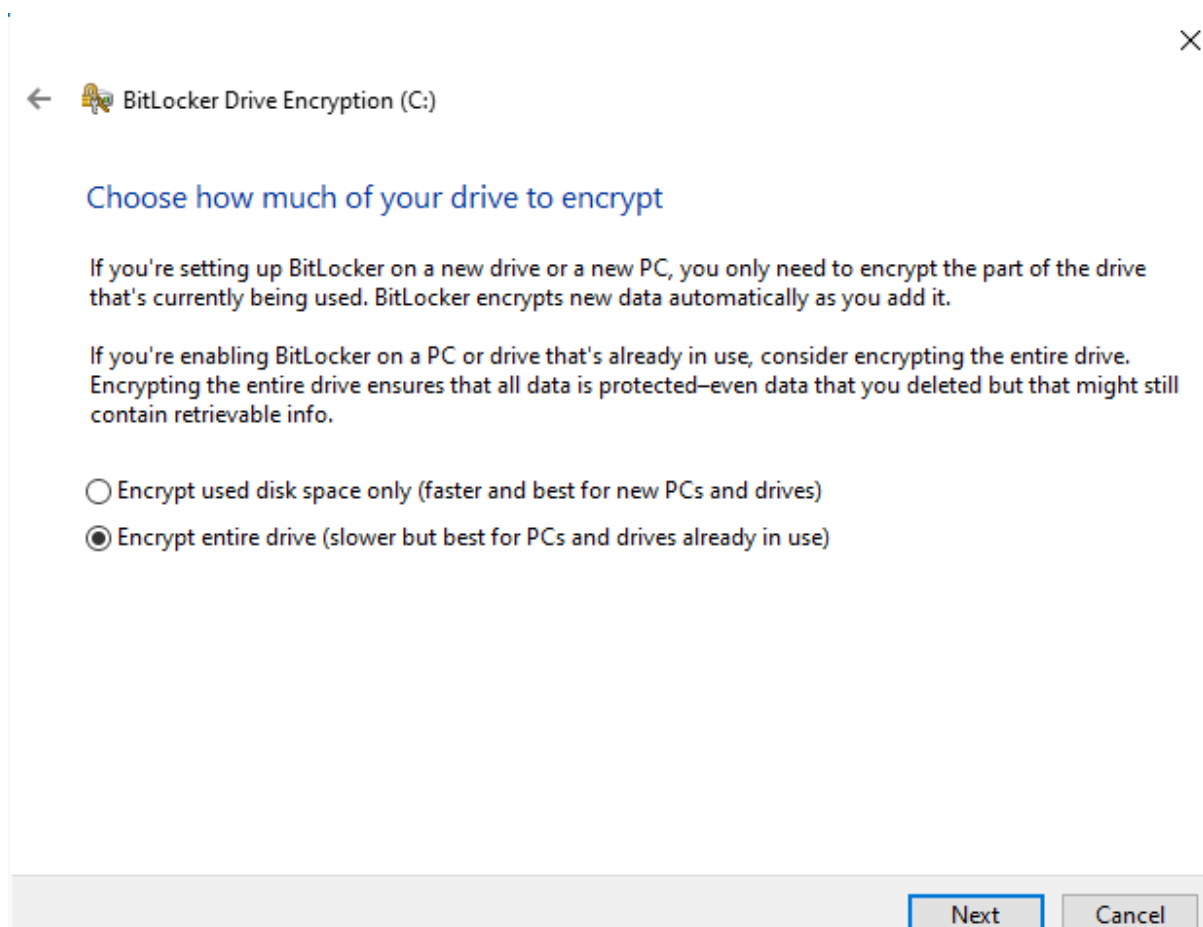 BitLocker Drive Encryption (C:)
Choose how much of your drive to encrypt
If you're setting up BitLocker on a new drive or a new PC, you only need to encrypt the part of the drive
that's currently being used. BitLocker encrypts new data automatically as you add it.
If you're enabling BitLocker on a PC or drive that's already in use, consider encrypting the entire drive.
Encrypting the entire drive ensures that all data is protected–even data that you deleted but that might still
contain retrievable info.
Encrypt used disk space only (faster and best for new PCs and drives)
Encrypt entire drive (slower but best for PCs and drives already in use)
Next Cancel